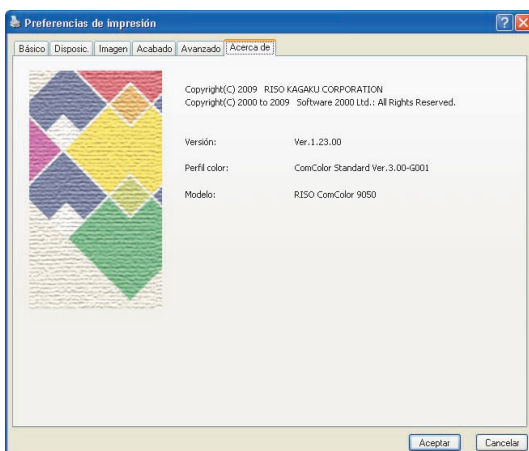 Preferencias de impresión
Básico Disposic. Imagen Acabado Avanzado Acerca de
Copyright(C) 2009 RISO KAGAKU CORPORATION
Copyright(C) 2000 to 2009 Software 2000 Ltd.: All Rights Reserved.
Versión: Ver.1.23.00
Perfil color: ComColor Standard Ver.3.00-G001
Modelo: RISO ComColor 9050
Aceptar Cancelar